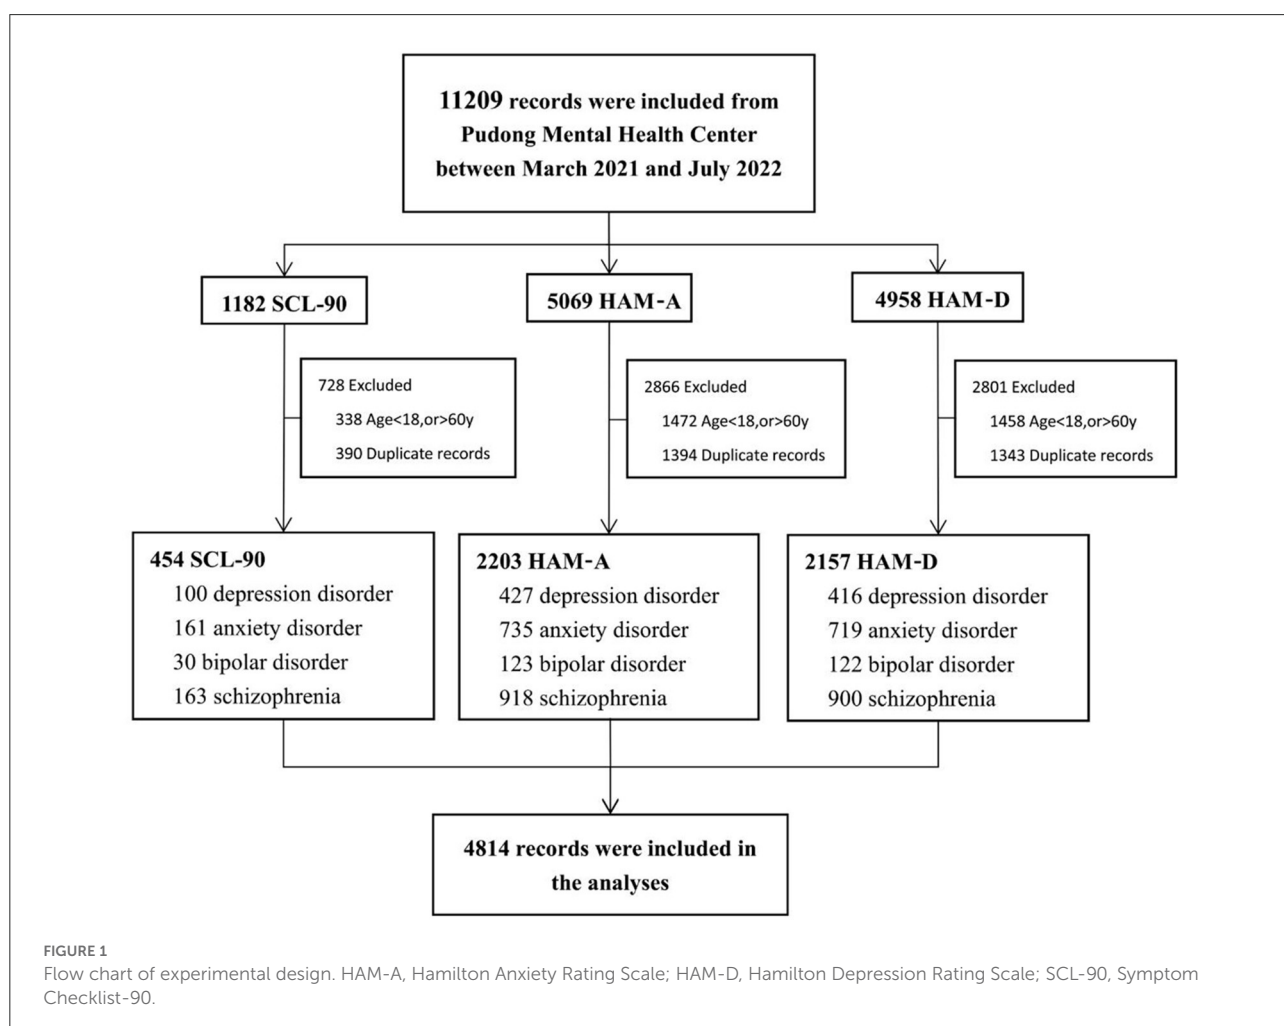 11209 records were included from
Pudong Mental Health Center
between March 2021 and July 2022
1182 SCL-90
5069 HAM-A
4958 HAM-D
728 Excluded
338 Age<18,or>60y
390 Duplicate records
2866 Excluded
1472 Age<18,or>60y
1394 Duplicate records
2801 Excluded
1458 Age<18,or>60y
1343 Duplicate records
454 SCL-90
100 depression disorder
161 anxiety disorder
30 bipolar disorder
163 schizophrenia
2203 HAM-A
427 depression disorder
735 anxiety disorder
123 bipolar disorder
918 schizophrenia
2157 HAM-D
416 depression disorder
719 anxiety disorder
122 bipolar disorder
900 schizophrenia
4814 records were included in
the analyses
FIGURE 1
Flow chart of experimental design. HAM-A, Hamilton Anxiety Rating Scale; HAM-D, Hamilton Depression Rating Scale; SCL-90, Symptom
Checklist-90.